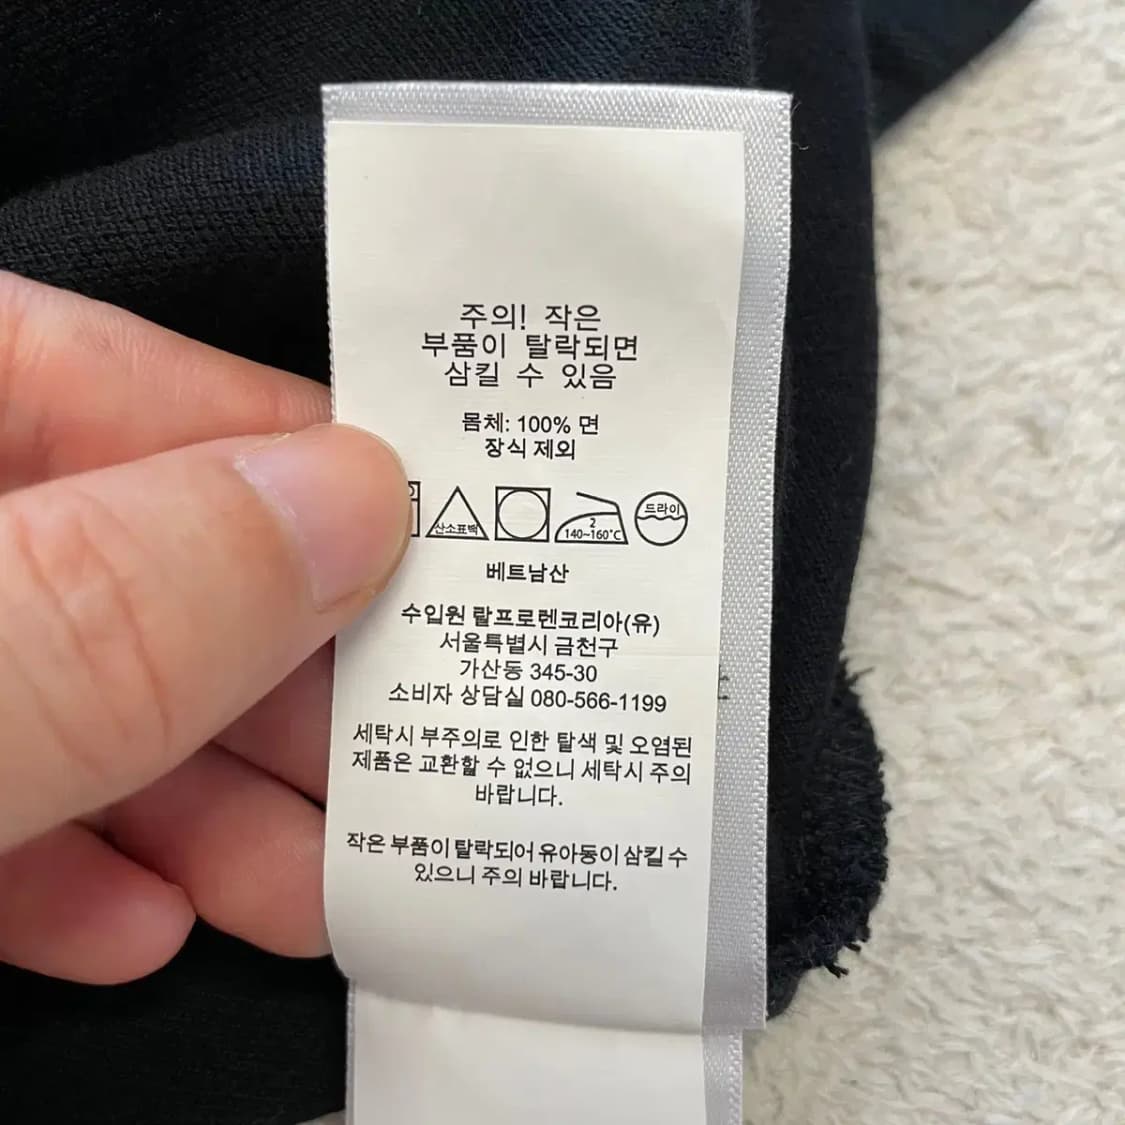 주의! 작은
부품이 탈락되면
삼킬 수 있음
몸체: 100% 면
장식 제외
산소표백
2
140~160℃
드라이
베트남산
수입원 랄프로렌코리아(유)
서울특별시 금천구
가산동 345-30
소비자 상담실 080-566-1199
세탁시 부주의로 인한 탈색 및 오염된
제품은 교환할 수 없으니 세탁시 주의
바랍니다.
작은 부품이 탈락되어 유아동이 삼킬 수
있으니 주의 바랍니다.